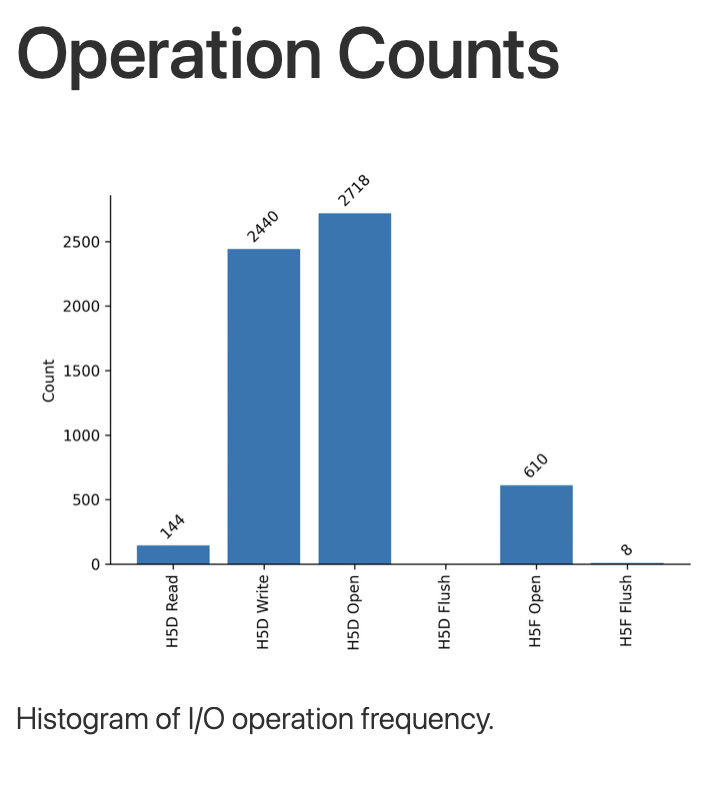 Operation Counts
2718
2440
2500
2000
1500
Count
1000
610
500
144
8
0
H5D Read
H5D Write
H5D Open
H5D Flush
H5F Open
H5F Flush
Histogram of I/O operation frequency.